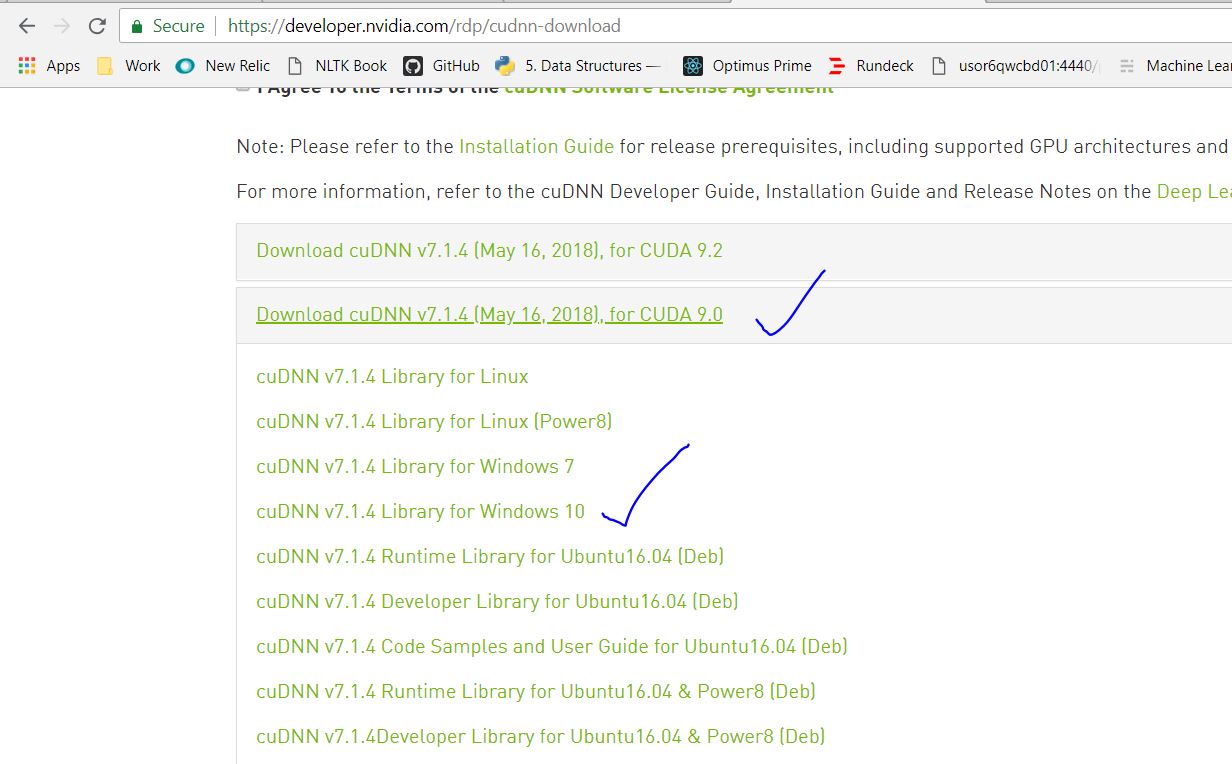 Secure https://developer.nvidia.com/rdp/cudnn-download
Apps Work New Relic NLTK Book GitHub 5. Data Structures — Optimus Prime Rundeck usor6qwcbd01:4440/ Machine Lear
I Agree To the Terms of the cuDNN Software License Agreement
Note: Please refer to the Installation Guide for release prerequisites, including supported GPU architectures and
For more information, refer to the cuDNN Developer Guide, Installation Guide and Release Notes on the Deep Lea
Download cuDNN v7.1.4 (May 16, 2018), for CUDA 9.2
Download cuDNN v7.1.4 (May 16, 2018), for CUDA 9.0
cuDNN v7.1.4 Library for Linux
cuDNN v7.1.4 Library for Linux (Power8)
cuDNN v7.1.4 Library for Windows 7
cuDNN v7.1.4 Library for Windows 10
cuDNN v7.1.4 Runtime Library for Ubuntu16.04 (Deb)
cuDNN v7.1.4 Developer Library for Ubuntu16.04 (Deb)
cuDNN v7.1.4 Code Samples and User Guide for Ubuntu16.04 (Deb)
cuDNN v7.1.4 Runtime Library for Ubuntu16.04 & Power8 (Deb)
cuDNN v7.1.4Developer Library for Ubuntu16.04 & Power8 (Deb)